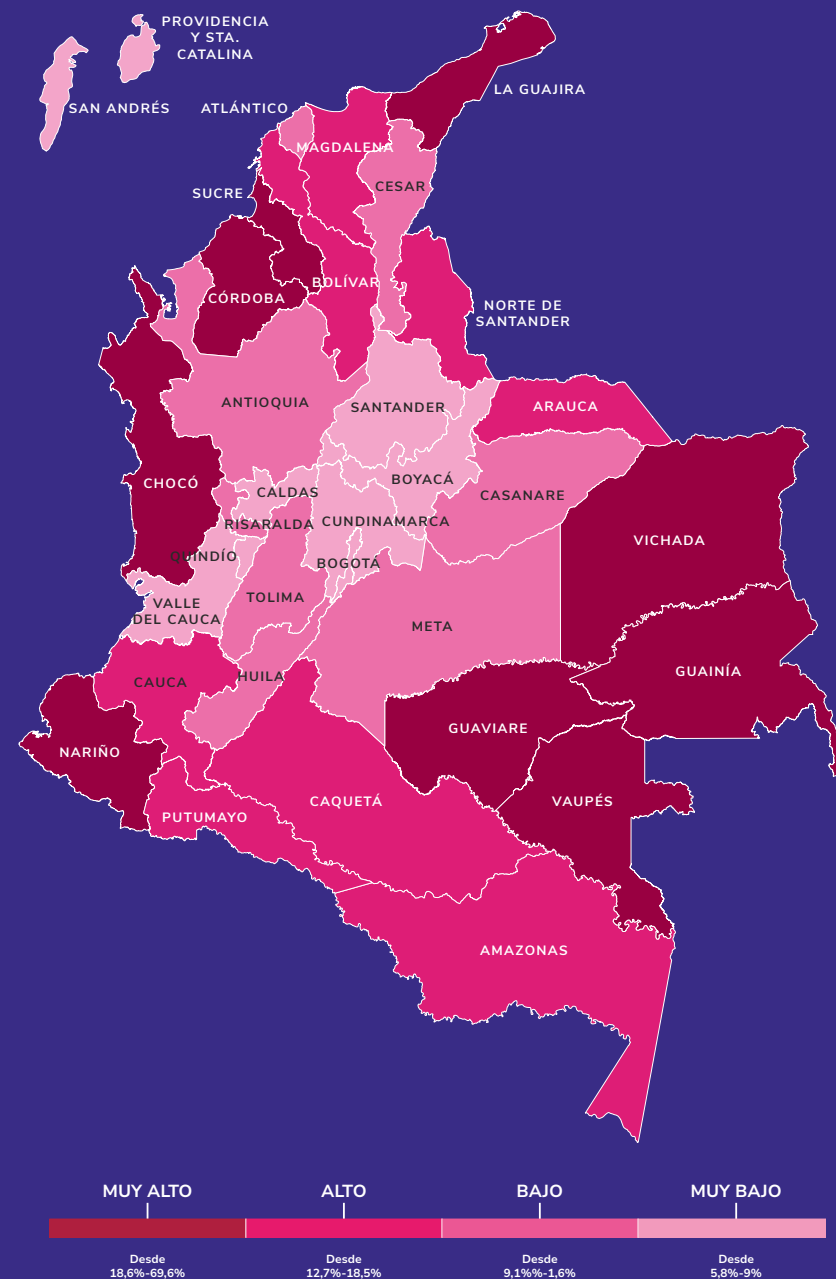 PROVIDENCIA
Y STA.
CATALINA
SAN ANDRÉS
ATLÁNTICO
LA GUAJIRA
MAGDALENA
CESAR
SUCRE
BOLÍVAR
CÓRDOBA
NORTE DE
SANTANDER
ANTIOQUIA
SANTANDER
ARAUCA
CHOCÓ
CALDAS
BOYACÁ
CASANARE
RISARALDA
CUNDINAMARCA
VICHADA
QUINDÍO
BOGOTÁ
VALLE
DEL CAUCA
TOLIMA
META
CAUCA
HUILA
GUAINÍA
NARIÑO
GUAVIARE
CAQUETÁ
VAUPÉS
PUTUMAYO
AMAZONAS
MUY ALTO
ALTO
BAJO
MUY BAJO
Desde
18,6%-69,6%
Desde
12,7%-18,5%
Desde
9,1%%-1,6%
Desde
5,8%-9%